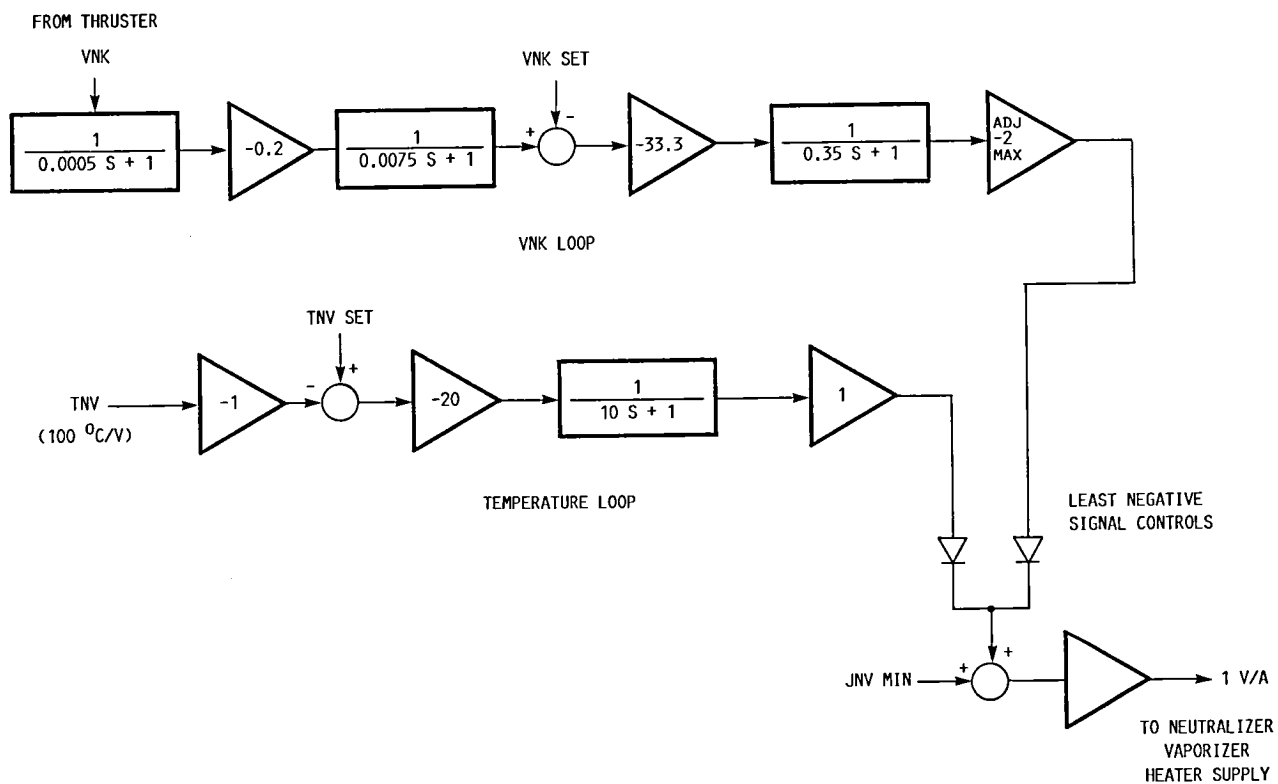 FROM THRUSTER
VNK
1
0.0005 S + 1
-0.2
1
0.0075 S + 1
VNK SET
+
-
-33.3
1
0.35 S + 1
ADJ
-2
MAX
VNK LOOP
TNV
(100 ⁰C/V)
-1
TNV SET
-
+
-20
1
10 S + 1
1
TEMPERATURE LOOP
LEAST NEGATIVE
SIGNAL CONTROLS
JNV MIN
+
+
1 V/A
TO NEUTRALIZER
VAPORIZER
HEATER SUPPLY